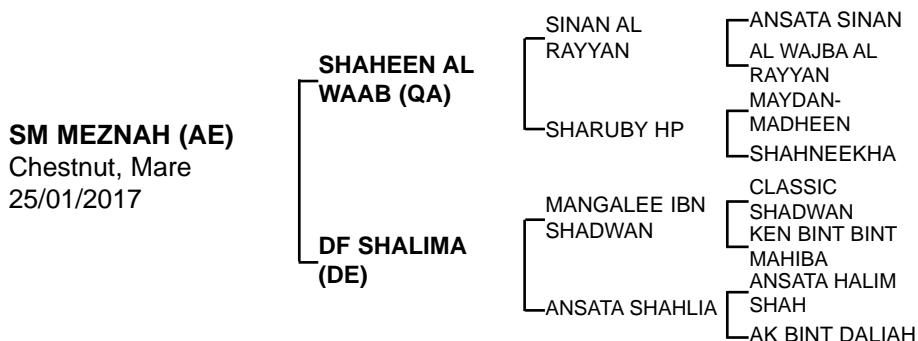 SM MEZNAH (AE)
Chestnut, Mare
25/01/2017
SHAHEEN AL
WAAB (QA)
DF SHALIMA
(DE)
SINAN AL
RAYYAN
SHARUBY HP
MANGALEE IBN
SHADWAN
ANSATA SHAHLIA
ANSATA SINAN
AL WAJBA AL
RAYYAN
MAYDAN-
MADHEEN
SHAHNEEKHA
CLASSIC
SHADWAN
KEN BINT BINT
MAHIBA
ANSATA HALIM
SHAH
AK BINT DALIAH